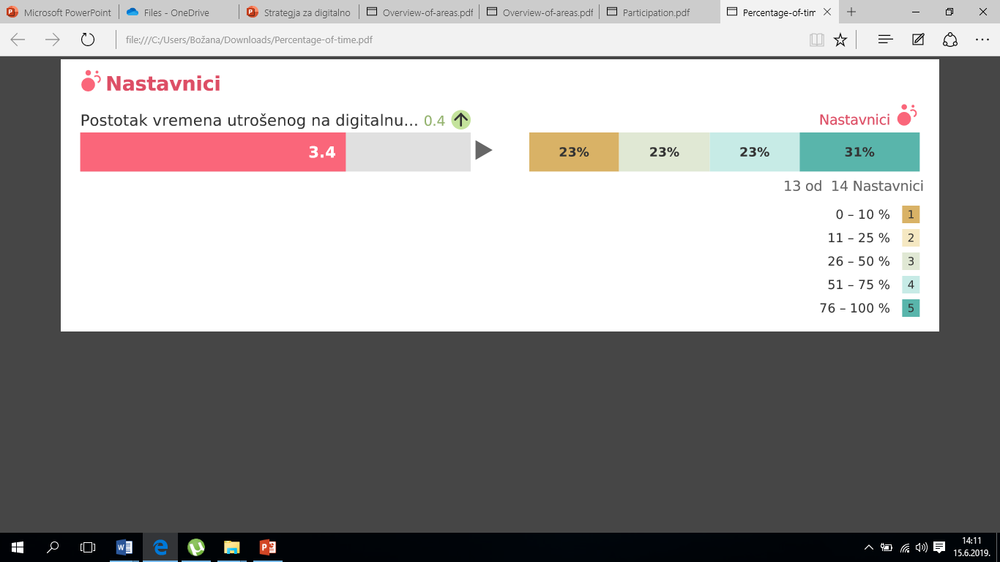 Microsoft PowerPoint
Files - OneDrive
Strategja za digitalno
Overview-of-areas.pdf
Overview-of-areas.pdf
Participation.pdf
Percentage-of-tim
file:///C:/Users/Božana/Downloads/Percentage-of-time.pdf
Nastavnici
Postotak vremena utrošenog na digitalnu... 0.4
3.4
Nastavnici
23% 23% 23% 31%
13 od 14 Nastavnici
0 – 10 % 1
11 – 25 % 2
26 – 50 % 3
51 – 75 % 4
76 – 100 % 5
14:11
15.6.2019.